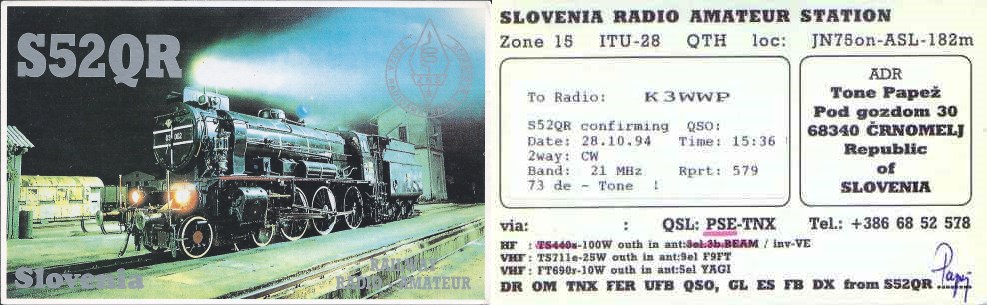 S52QR
Slovenia
RAILWAY
RADIO AMATEUR
SLOVENIA RADIO AMATEUR STATION
Zone 15 ITU-28 QTH loc: JN75on-ASL-182m
To Radio: K3WWP
S52QR confirming QSO:
Date: 28.10.94 Time: 15:36
2way: CW
Band: 21 MHz Rprt: 579
73 de - Tone !
ADR
Tone Papež
Pod gozdom 30
68340 ČRNOMELJ
Republic
of
SLOVENIA
via: : QSL: PSE-TNX Tel.: +386 68 52 578
HF : TS440s-100W outh in ant:3el.3b.BEAM / inv-VE
VHF: TS711e-25W outh in ant:9el F9FT
VHF: FT690r-10W outh in ant:5el YAGI
DR OM TNX FER UFB QSO, GL ES FB DX from S52QR .........
Papež